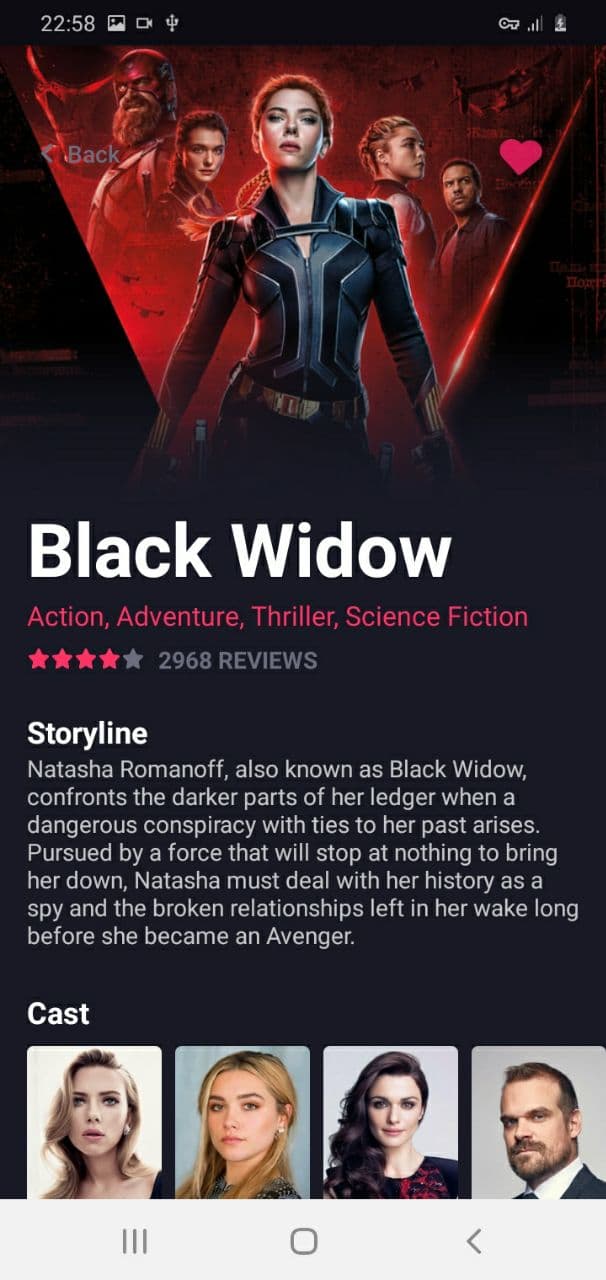 22:58
Back
Black Widow
Action, Adventure, Thriller, Science Fiction
2968 REVIEWS
Storyline
Natasha Romanoff, also known as Black Widow,
confronts the darker parts of her ledger when a
dangerous conspiracy with ties to her past arises.
Pursued by a force that will stop at nothing to bring
her down, Natasha must deal with her history as a
spy and the broken relationships left in her wake long
before she became an Avenger.
Cast